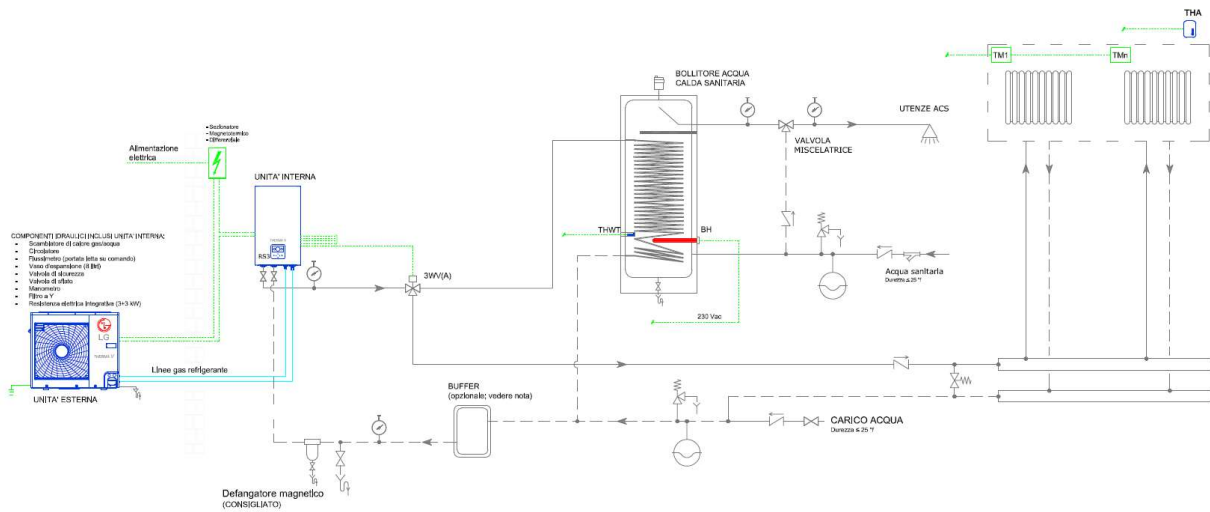 THA
TM1
TMn
BOLLITORE ACQUA
CALDA SANITARIA
UTENZE ACS
VALVOLA
MISCELATRICE
• Sezionatore
• Magnetotermico
• Differenziale
Alimentazione
elettrica
UNITA' INTERNA
COMPONENTI IDRAULICI INCLUSI UNITA' INTERNA:
• Scambiatore di calore gas/acqua
• Circolatore
• Flussimetro (portata letta su comando)
• Vaso d'espansione (8 litri)
• Valvola di sicurezza
• Valvola di sfiato
• Manometro
• Filtro a Y
• Resistenza elettrica integrativa (3+3 kW)
RS3
THWT
BH
3WV(A)
Acqua sanitaria
Durezza ≤ 25 °f
230 Vac
LG
Linee gas refrigerante
UNITA' ESTERNA
BUFFER
(opzionale; vedere nota)
CARICO ACQUA
Durezza ≤ 25 °f
Defangatore magnetico
(CONSIGLIATO)